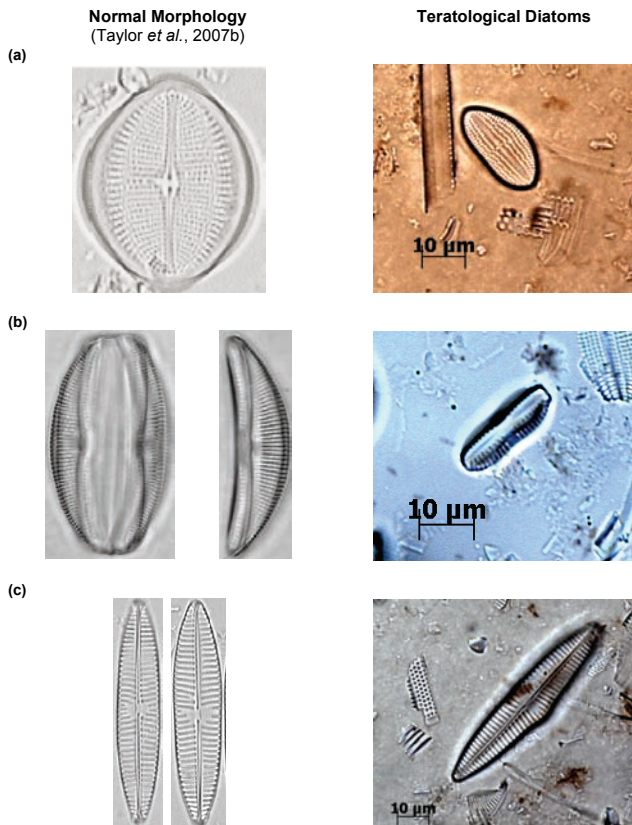 Normal Morphology
(Taylor et al., 2007b)
Teratological Diatoms
(a)
10 µm
(b)
10 µm
(c)
10 µm